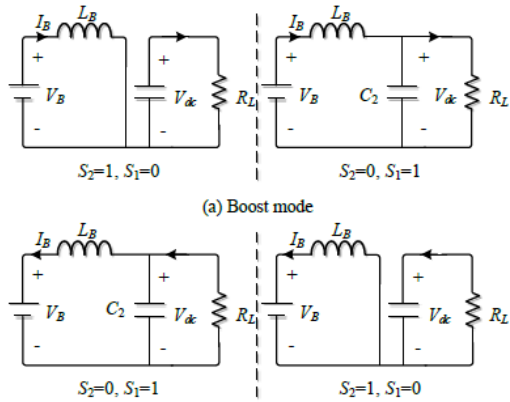 I_B L_B
+ +
V_B V_dc R_L
- -
S_2=1, S_1=0
I_B L_B
+ +
V_B C_2 V_dc R_L
- -
S_2=0, S_1=1
(a) Boost mode
I_B L_B
+ +
V_B C_2 V_dc R_L
- -
S_2=0, S_1=1
I_B L_B
+ +
V_B V_dc R_L
- -
S_2=1, S_1=0